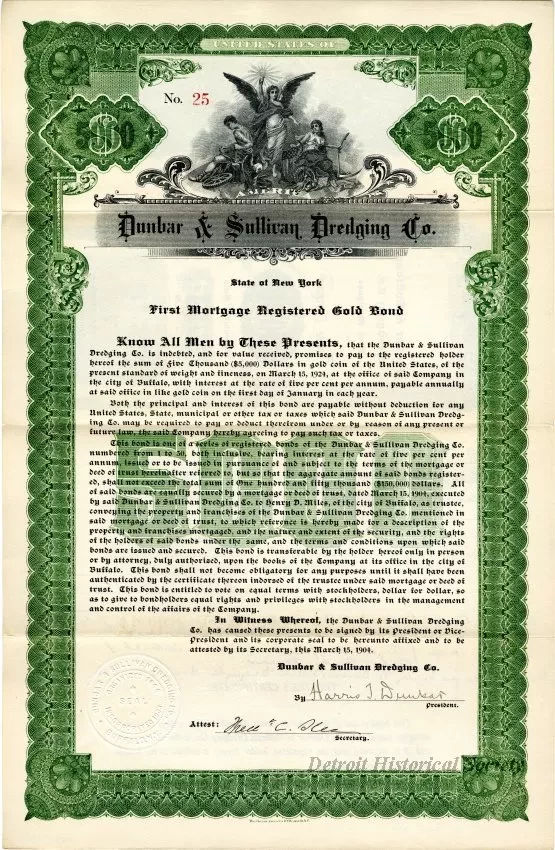 UNITED STATES OF
No. 25
5000
5000
AMERICA
Dunbar & Sullivan Dredging Co.
State of New York
First Mortgage Registered Gold Bond
Know All Men by These Presents, that the Dunbar & Sullivan
Dredging Co. is indebted, and for value received, promises to pay to the registered holder
hereof the sum of Five Thousand ($5,000) Dollars in gold coin of the United States, of the
present standard of weight and fineness, on March 15, 1924, at the office of said Company in
the city of Buffalo, with interest at the rate of five per cent per annum, payable annually
at said office in like gold coin on the first day of January in each year.
Both the principal and interest of this bond are payable without deduction for any
United States, State, municipal or other tax or taxes which said Dunbar & Sullivan Dredg-
ing Co. may be required to pay or deduct therefrom under or by reason of any present or
future law, the said Company hereby agreeing to pay such tax or taxes.
This bond is one of a series of registered bonds of the Dunbar & Sullivan Dredging Co.
numbered from 1 to 50, both inclusive, bearing interest at the rate of five per cent per
annum, issued or to be issued in pursuance of and subject to the terms of the mortgage or
deed of trust hereinafter referred to, but so that the aggregate amount of said bonds register-
ed, shall not exceed the total sum of One hundred and fifty thousand ($150,000) dollars. All
of said bonds are equally secured by a mortgage or deed of trust, dated March 15, 1904, executed
by said Dunbar & Sullivan Dredging Co. to Henry D. Miles, of the city of Buffalo, as trustee,
conveying the property and franchises of the Dunbar & Sullivan Dredging Co. mentioned in
said mortgage or deed of trust, to which reference is hereby made for a description of the
property and franchises mortgaged, and the nature and extent of the security, and the rights
of the holders of said bonds under the same, and the terms and conditions upon which said
bonds are issued and secured. This bond is transferable by the holder hereof only in person
or by attorney, duly authorized, upon the books of the Company at its office in the city of
Buffalo. This bond shall not become obligatory for any purposes until it shall have been
authenticated by the certificate thereon indorsed of the trustee under said mortgage or deed of
trust. This bond is entitled to vote on equal terms with stockholders, dollar for dollar, so
as to give to bondholders equal rights and privileges with stockholders in the management
and control of the affairs of the Company.
In Witness Whereof, the Dunbar & Sullivan Dredging
Co. has caused these presents to be signed by its President or Vice-
President and its corporate seal to be hereunto affixed and to be
attested by its Secretary, this March 15, 1904.
Dunbar & Sullivan Dredging Co.
By Harris T Dunbar
President.
SEAL
Attest:
Secretary.
Detroit Historical Society